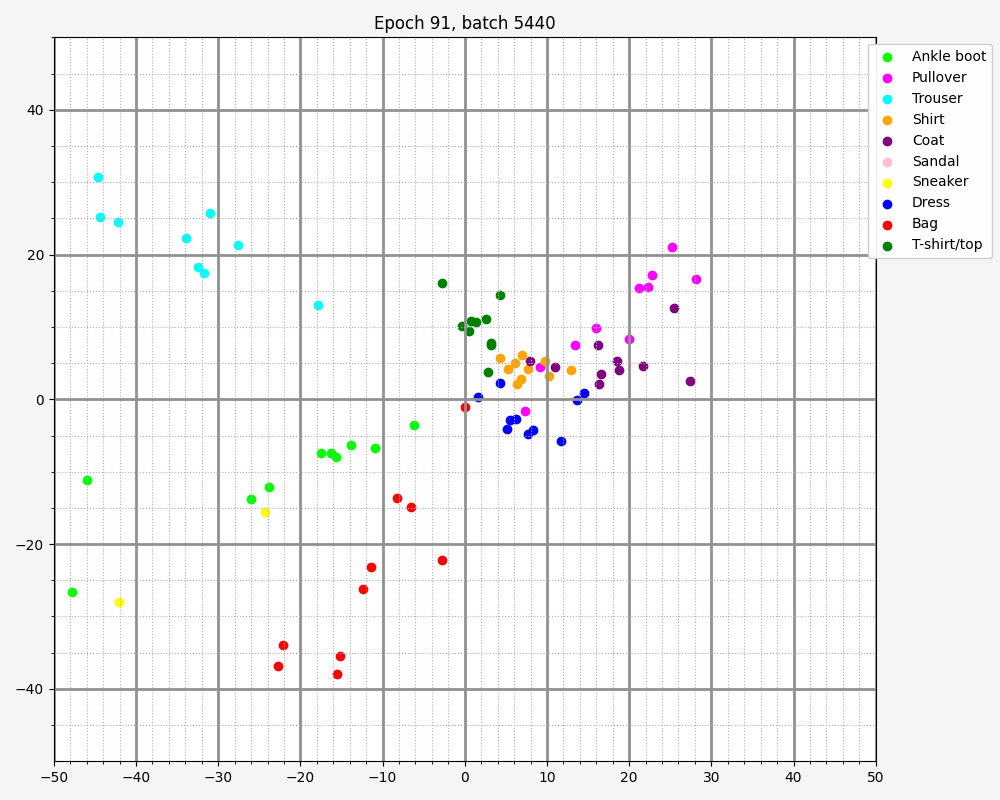 Epoch 91, batch 5440
Ankle boot
Pullover
Trouser
Shirt
Coat
Sandal
Sneaker
Dress
Bag
T-shirt/top
40
20
0
−20
−40
−50 −40 −30 −20 −10 0 10 20 30 40 50